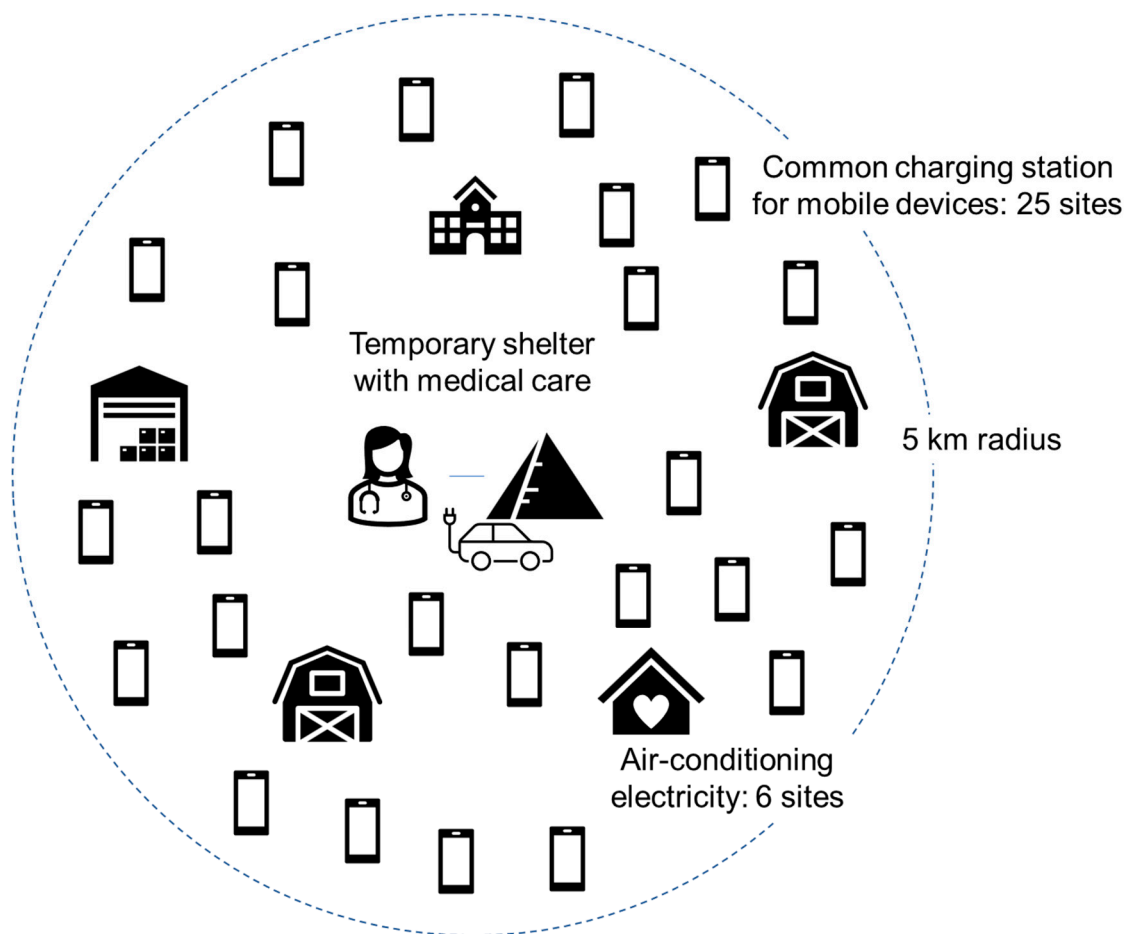 Common charging station
for mobile devices: 25 sites
Temporary shelter
with medical care
5 km radius
Air-conditioning
electricity: 6 sites